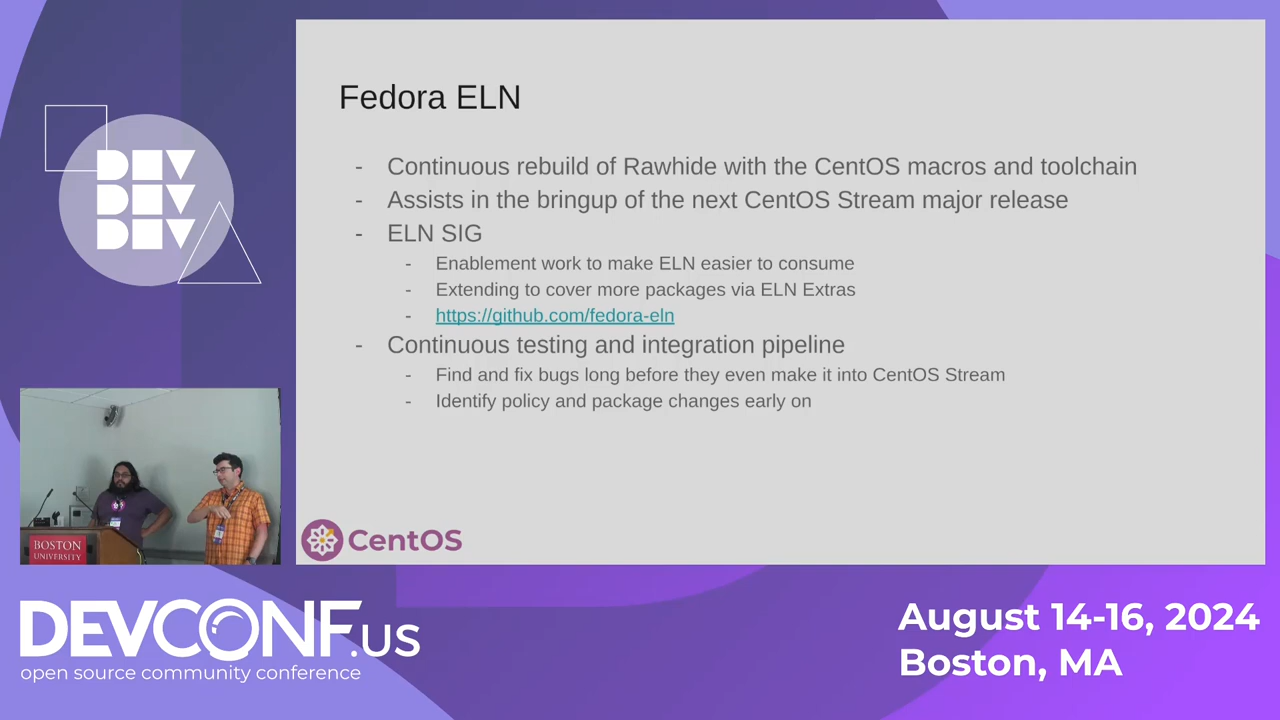 Fedora ELN
- Continuous rebuild of Rawhide with the CentOS macros and toolchain
- Assists in the bringup of the next CentOS Stream major release
- ELN SIG
- Enablement work to make ELN easier to consume
- Extending to cover more packages via ELN Extras
- https://github.com/fedora-eln
- Continuous testing and integration pipeline
- Find and fix bugs long before they even make it into CentOS Stream
- Identify policy and package changes early on
CentOS
DEV
DEV
DEV
BOSTON
UNIVERSITY
DEVCONF.US
open source community conference
August 14-16, 2024
Boston, MA